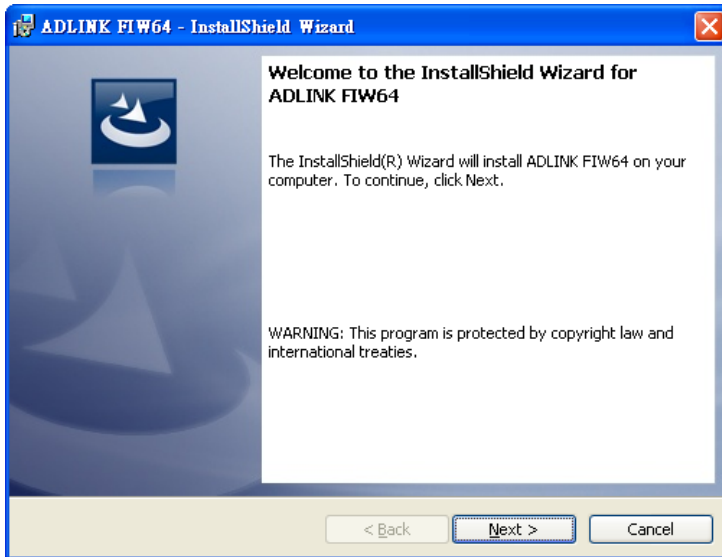 ADLINK FIW64 - InstallShield Wizard
Welcome to the InstallShield Wizard for
ADLINK FIW64
The InstallShield(R) Wizard will install ADLINK FIW64 on your
computer. To continue, click Next.
WARNING: This program is protected by copyright law and
international treaties.
< Back
Next >
Cancel